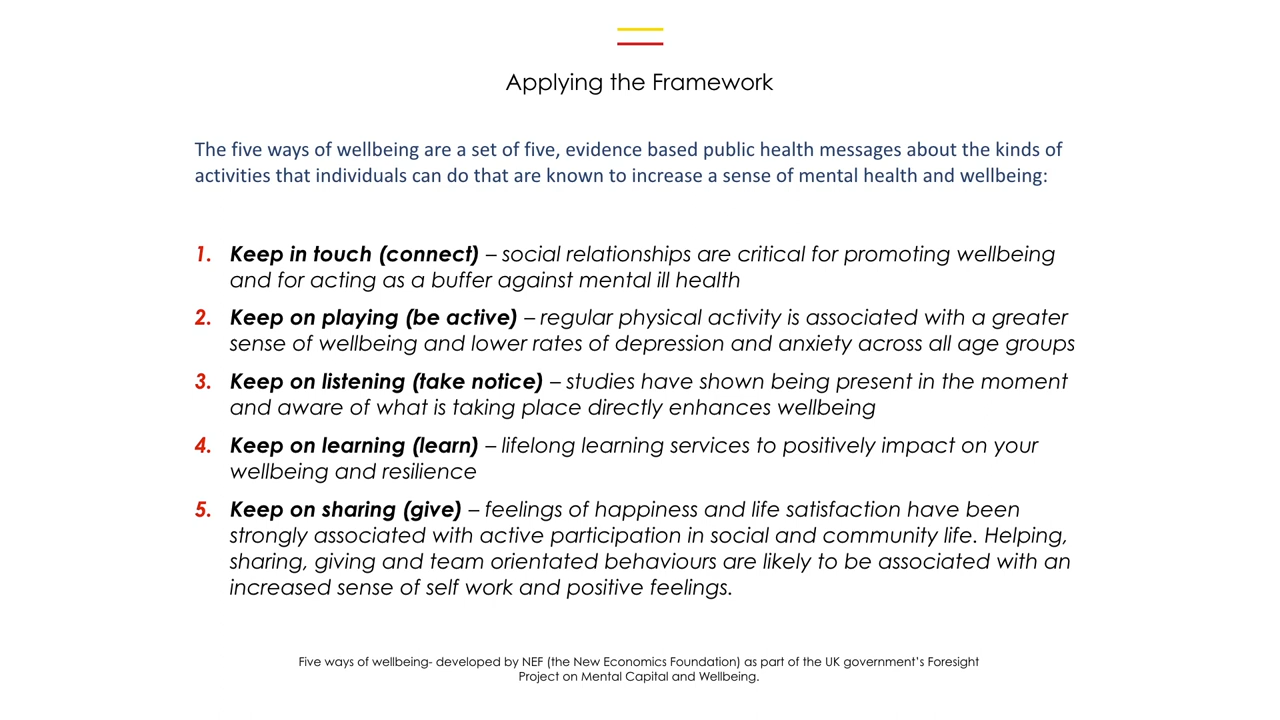 Applying the Framework
The five ways of wellbeing are a set of five, evidence based public health messages about the kinds of
activities that individuals can do that are known to increase a sense of mental health and wellbeing:
1. Keep in touch (connect) – social relationships are critical for promoting wellbeing
and for acting as a buffer against mental ill health
2. Keep on playing (be active) – regular physical activity is associated with a greater
sense of wellbeing and lower rates of depression and anxiety across all age groups
3. Keep on listening (take notice) – studies have shown being present in the moment
and aware of what is taking place directly enhances wellbeing
4. Keep on learning (learn) – lifelong learning services to positively impact on your
wellbeing and resilience
5. Keep on sharing (give) – feelings of happiness and life satisfaction have been
strongly associated with active participation in social and community life. Helping,
sharing, giving and team orientated behaviours are likely to be associated with an
increased sense of self work and positive feelings.
Five ways of wellbeing- developed by NEF (the New Economics Foundation) as part of the UK government’s Foresight
Project on Mental Capital and Wellbeing.